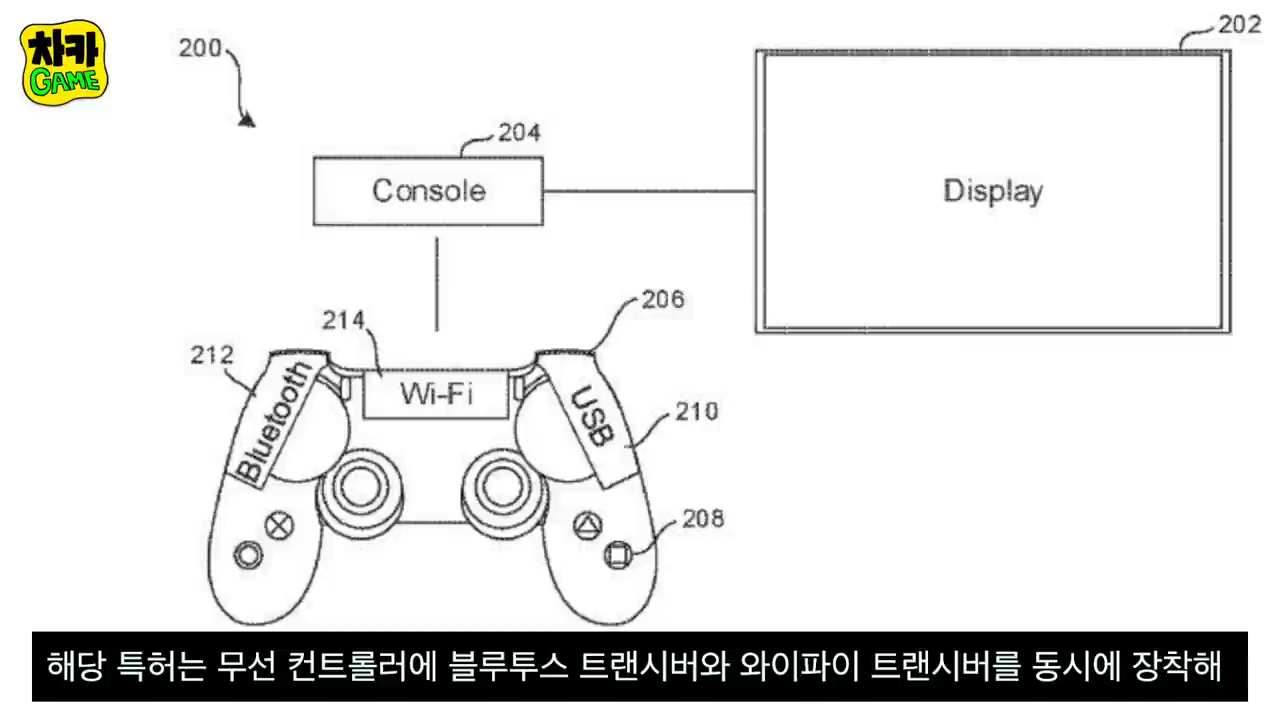 차카
GAME
200
202
204
Console
Display
206
214
212
Bluetooth
Wi-Fi
USB
210
208
해당 특허는 무선 컨트롤러에 블루투스 트랜시버와 와이파이 트랜시버를 동시에 장착해